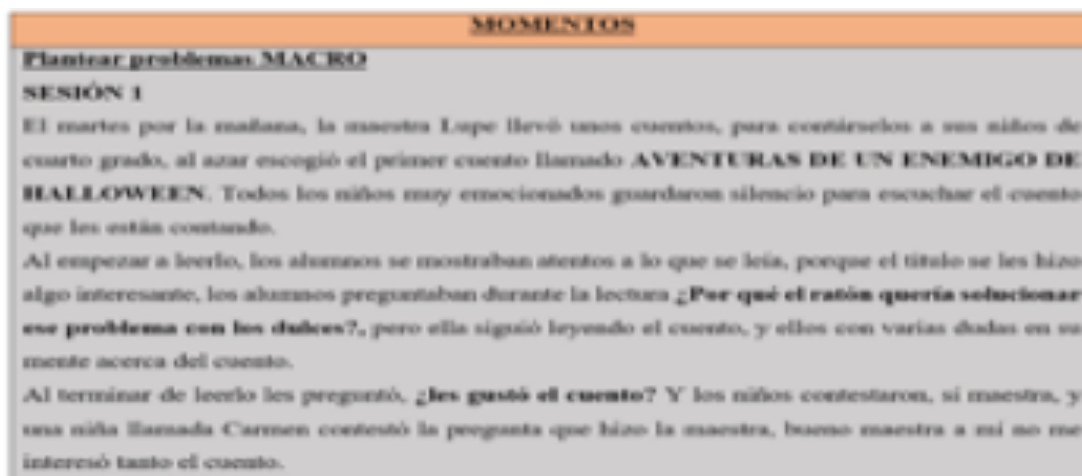 MOMENTOS
Plantear problemas MACRO
SESIÓN 1
El martes por la mañana, la maestra Lupe llevó unos cuentos, para contárselos a sus niños de
cuarto grado, al azar escogió el primer cuento llamado AVENTURAS DE UN ENEMIGO DE
HALLOWEEN. Todos los niños muy emocionados guardaron silencio para escuchar el cuento
que les están contando.
Al empezar a leerlo, los alumnos se mostraban atentos a lo que se leía, porque el título se les hizo
algo interesante, los alumnos preguntaban durante la lectura ¿Por qué el ratón quería solucionar
ese problema con los dulces?, pero ella siguió leyendo el cuento, y ellos con varias dudas en su
mente acerca del cuento.
Al terminar de leerlo les preguntó, ¿les gustó el cuento? Y los niños contestaron, sí maestra, y
una niña llamada Carmen contestó la pregunta que hizo la maestra, bueno maestra a mi no me
interesó tanto el cuento.